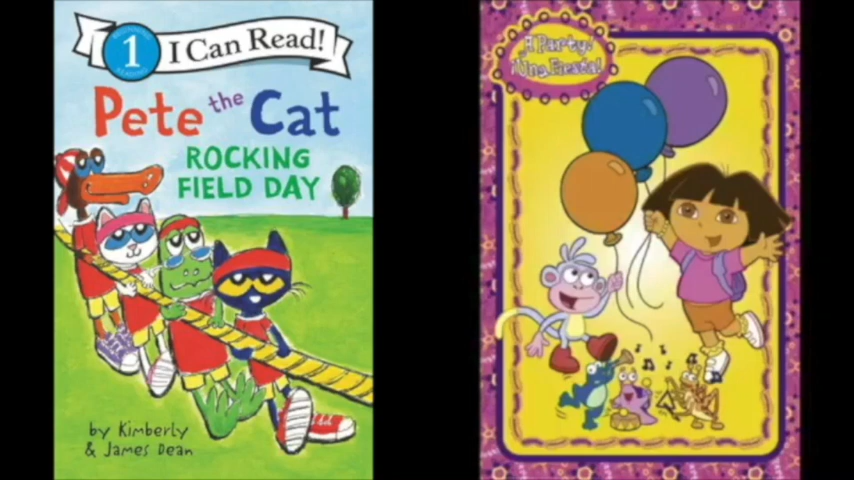 1
I Can Read!
Pete the Cat
ROCKING
FIELD DAY
by Kimberly
& James Dean
A Party!
¡Una Fiesta!